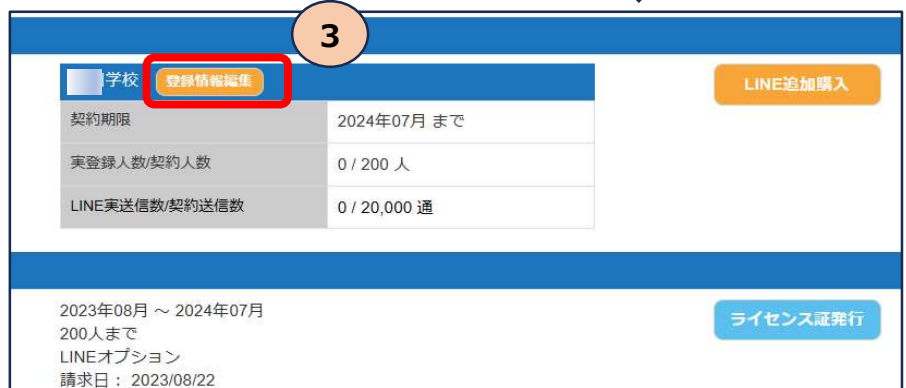 3
学校 登録情報編集
LINE追加購入
契約期限 2024年07月 まで
実登録人数/契約人数 0 / 200 人
LINE実送信数/契約送信数 0 / 20,000 通
2023年08月 ～ 2024年07月
ライセンス証発行
200人まで
LINEオプション
請求日： 2023/08/22